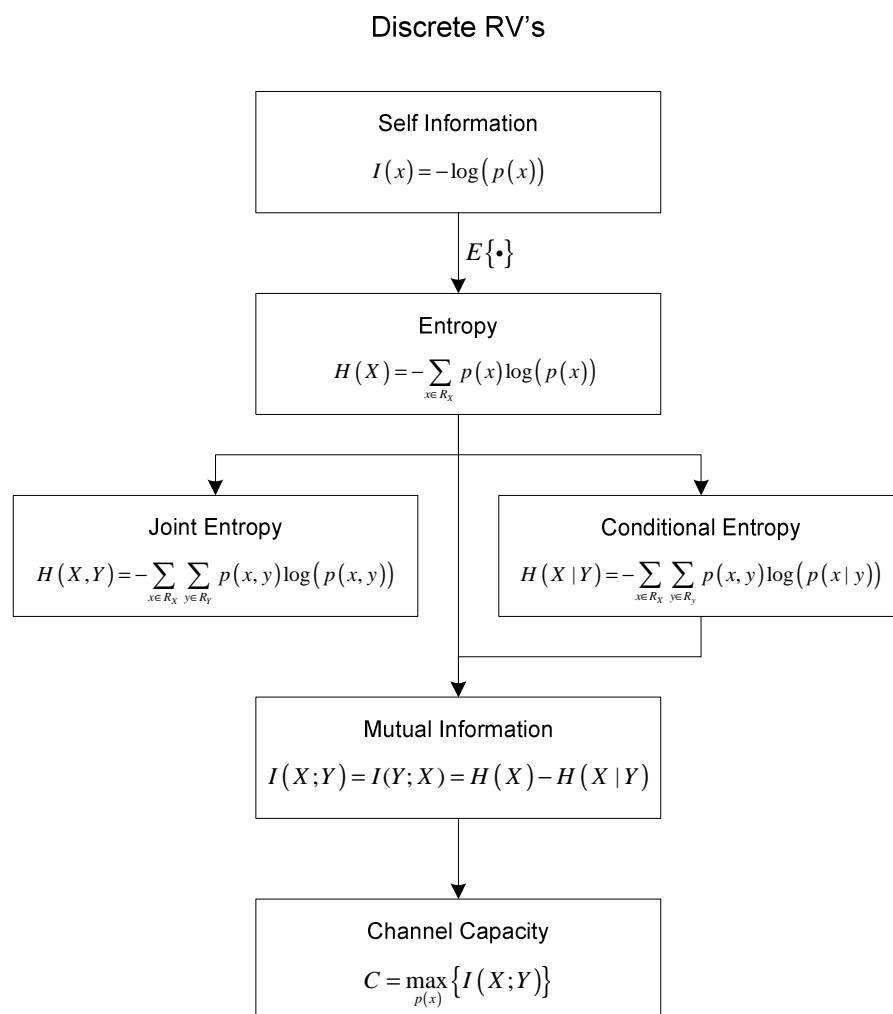 Discrete RV's
Self Information
I(x)=−log(p(x))
E{•}
Entropy
H(X)=−∑_{x∈R_X} p(x)log(p(x))
Joint Entropy
H(X,Y)=−∑_{x∈R_X} ∑_{y∈R_Y} p(x,y)log(p(x,y))
Conditional Entropy
H(X|Y)=−∑_{x∈R_X} ∑_{y∈R_y} p(x,y)log(p(x|y))
Mutual Information
I(X;Y)=I(Y;X)=H(X)−H(X|Y)
Channel Capacity
C=max_{p(x)}{I(X;Y)}